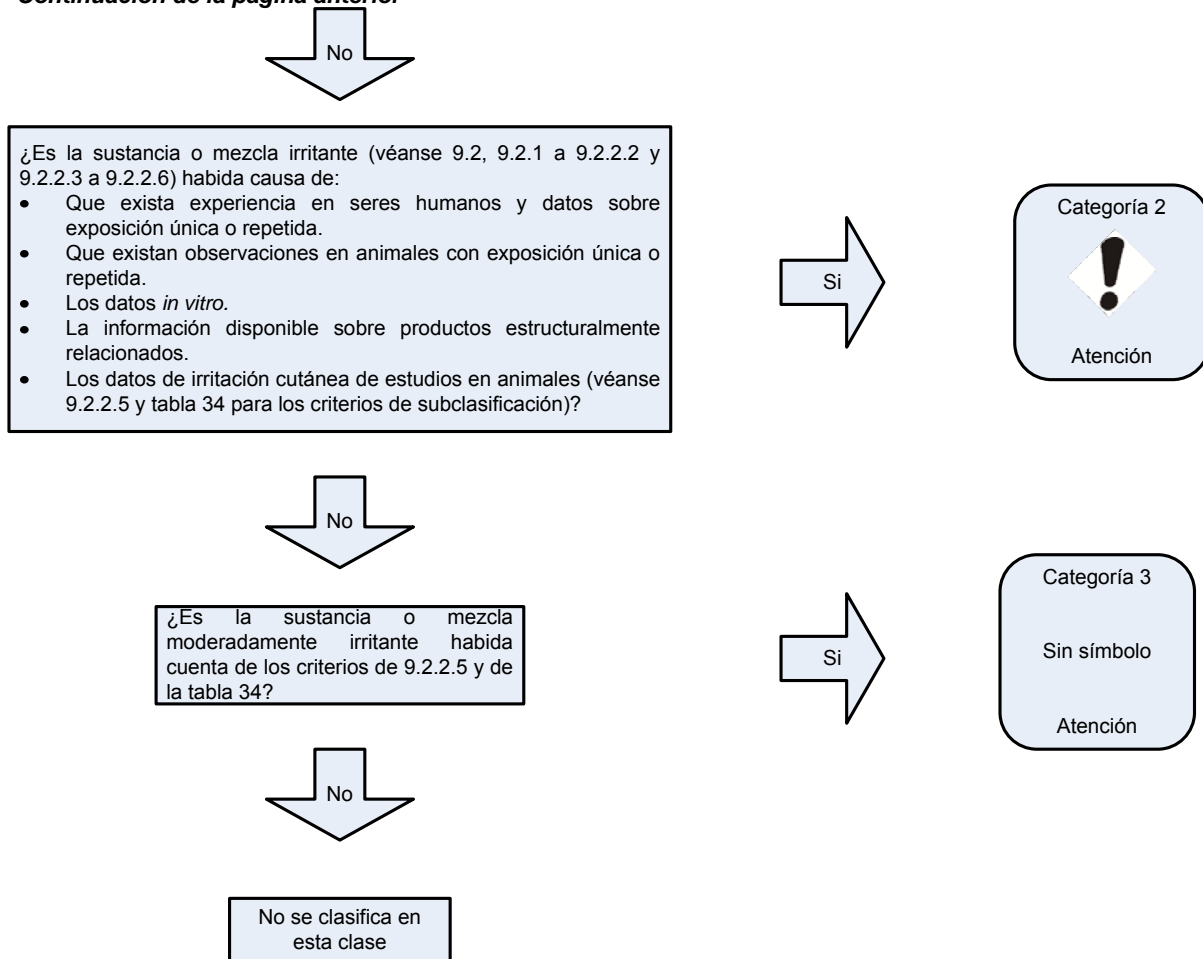 Continuación de la página anterior
No
¿Es la sustancia o mezcla irritante (véanse 9.2, 9.2.1 a 9.2.2.2 y
9.2.2.3 a 9.2.2.6) habida causa de:
• Que exista experiencia en seres humanos y datos sobre
exposición única o repetida.
• Que existan observaciones en animales con exposición única o
repetida.
• Los datos in vitro.
• La información disponible sobre productos estructuralmente
relacionados.
• Los datos de irritación cutánea de estudios en animales (véanse
9.2.2.5 y tabla 34 para los criterios de subclasificación)?
Si
Categoría 2
Atención
No
¿Es la sustancia o mezcla
moderadamente irritante habida
cuenta de los criterios de 9.2.2.5 y de
la tabla 34?
Si
Categoría 3
Sin símbolo
Atención
No
No se clasifica en
esta clase